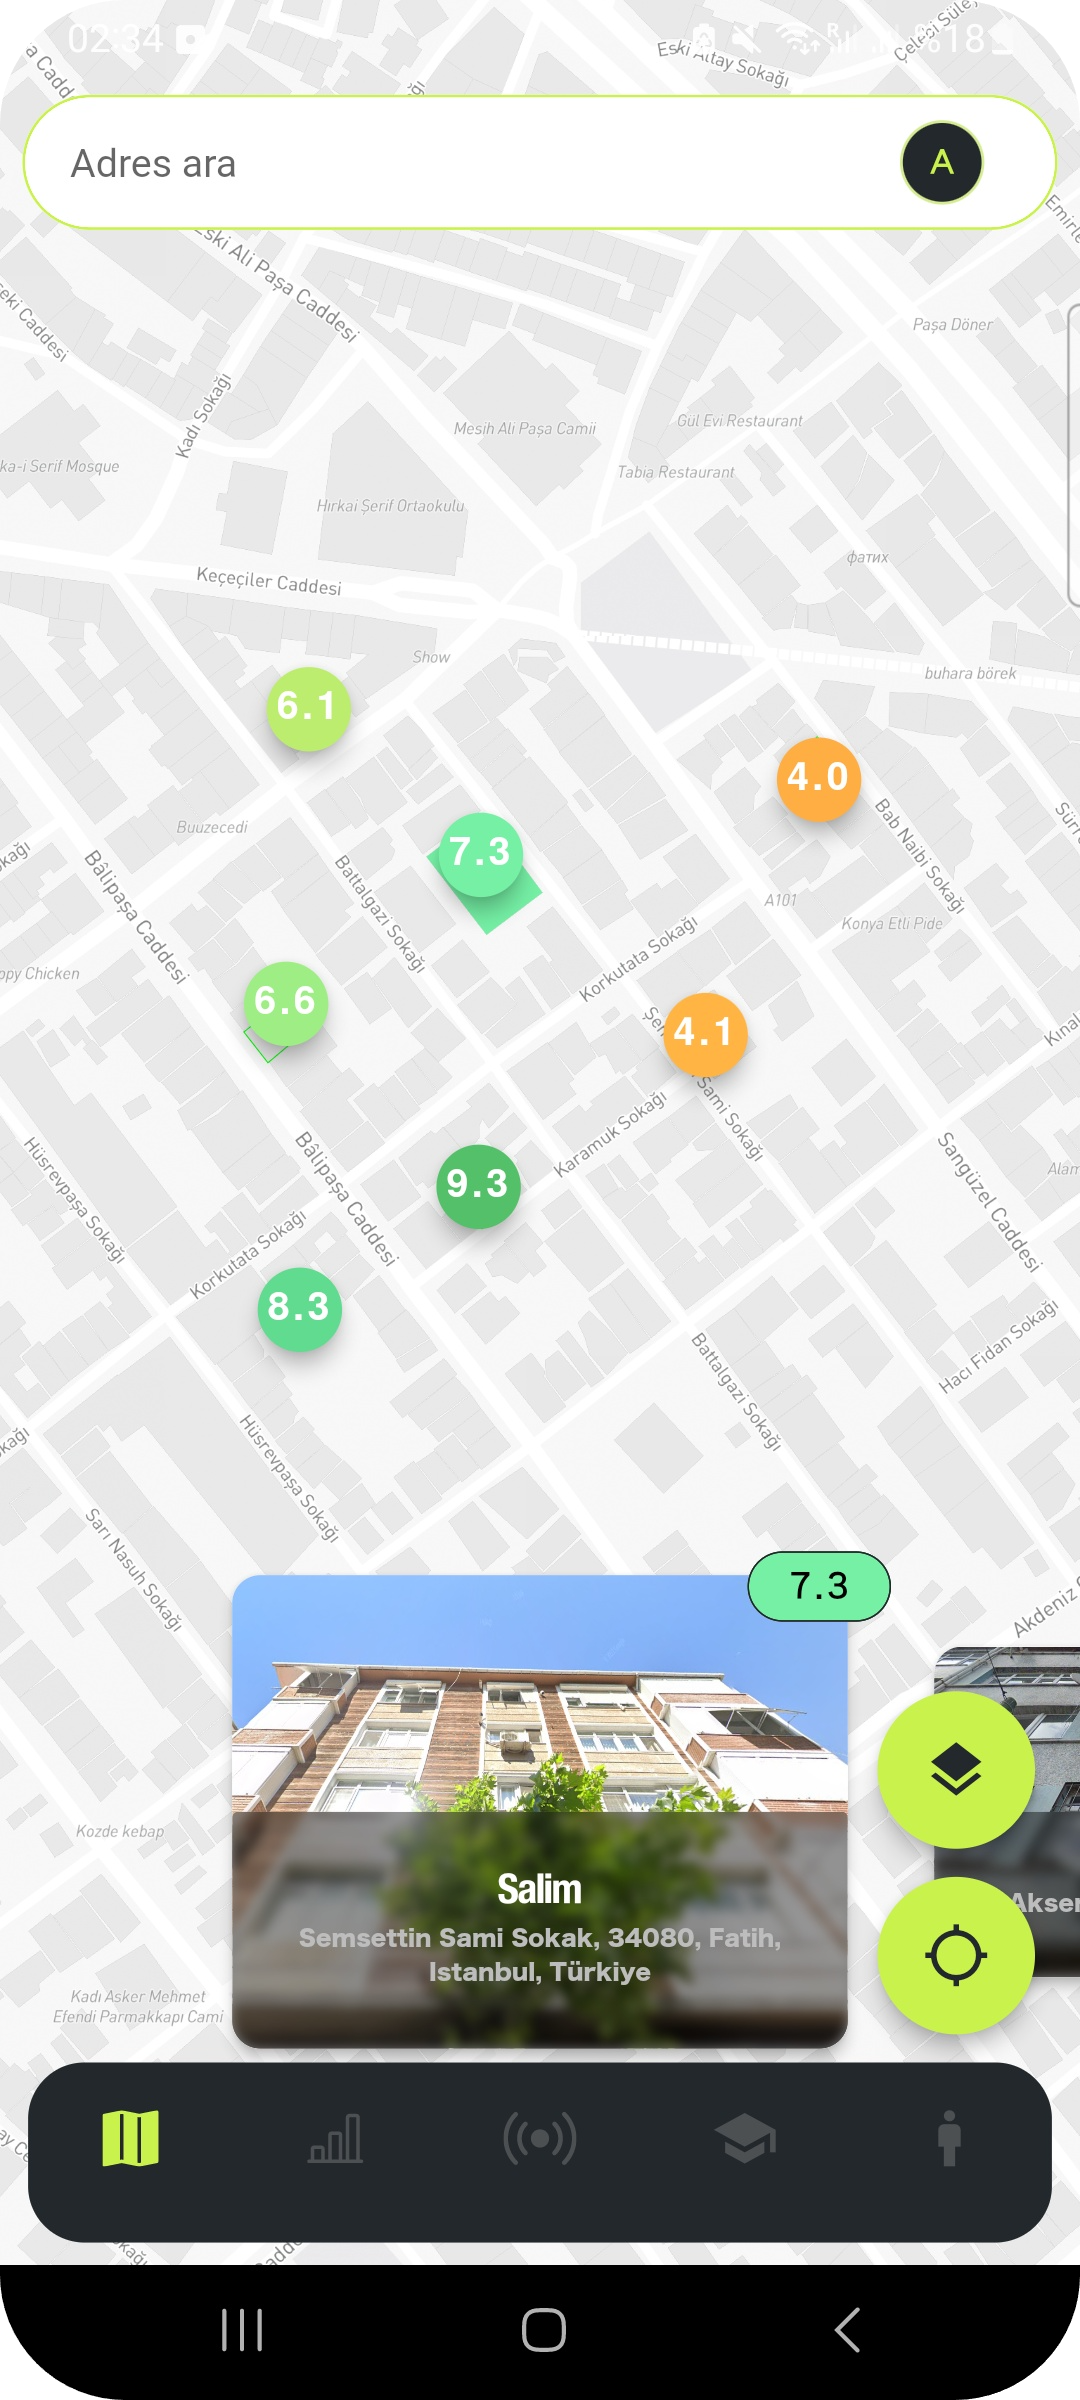 02:34
%18
Eski Altay Sokağı
Adres ara
A
Eski Ali Paşa Caddesi
Paşa Döner
Kadı Sokağı
Mesih Ali Paşa Camii
Gül Evi Restaurant
ka-i Serif Mosque
Tabia Restaurant
Hırkai Şerif Ortaokulu
фатих
Keçeçiler Caddesi
Show
buhara börek
6.1
4.0
Buuzecedi
7.3
Bab Naibi Sokağı
Bâlipaşa Caddesi
Battalgazi Sokağı
A101
Konya Etli Pide
Korkutata Sokağı
ppy Chicken
6.6
4.1
Sami Sokağı
Karamuk Sokağı
Hüsrevpaşa Sokağı
Bâlipaşa Caddesi
9.3
Sangüzel Caddesi
Korkutata Sokağı
8.3
Hacı Fidan Sokağı
Battalgazi Sokağı
Hüsrevpaşa Sokağı
Sarı Nasuh Sokağı
7.3
Akdeniz
Kozde kebap
Salim
Semsettin Sami Sokak, 34080, Fatih,
Istanbul, Türkiye
Aksem
Kadı Asker Mehmet
Efendi Parmakkapı Cami